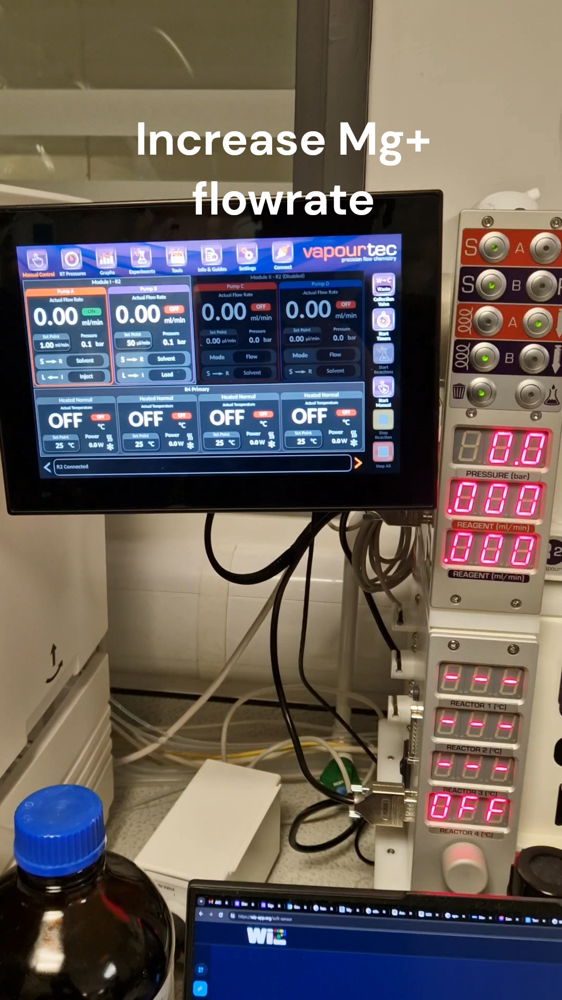 Increase Mg+
flowrate
vapourtec
precision flow chemistry
Manual Control
RT Pressures
Graphs
Experiments
Tools
Info & Guides
Settings
Connect
Module I - R2
Module II - R2 (Disabled)
Pump A
Actual Flow Rate
0.00 ON ml/min
Set Point
1.00 ml/min
Pressure
0.1 bar
S R Solvent
L I Inject
Pump B
Actual Flow Rate
0.00 OFF ml/min
Set Point
50 µl/min
Pressure
0.1 bar
S R Solvent
L I Load
Pump C
Actual Flow Rate
0.00 OFF ml/min
Set Point
0.00 µl/min
Pressure
0.0 bar
Mode Flow
S R Solvent
Pump D
Actual Flow Rate
0.00 OFF ml/min
Set Point
0.00 µl/min
Pressure
0.0 bar
Mode Flow
S R Solvent
W C
Waste
Collection
Valve
Start
Timers
Start
Reactions
Start
Manual
Stop
Reaction
Stop All
R4 Primary
Heated Normal
Actual Temperature
OFF OFF °C
Set Point
25 °C
Power
0.0 W
Heated Normal
Actual Temperature
OFF OFF °C
Set Point
25 °C
Power
0.0 W
Heated Normal
Actual Temperature
OFF OFF °C
Set Point
25 °C
Power
0.0 W
Heated Normal
Actual Temperature
OFF OFF °C
Set Point
25 °C
Power
0.0 W
R2 Connected
S A
S B
A
B
0.0
PRESSURE (bar)
.000
REAGENT (ml/min)
.000
REAGENT (ml/min)
- - -
REACTOR 1 (°C)
- - -
REACTOR 2 (°C)
- - -
REACTOR 3 (°C)
OFF
REACTOR 4 (°C)
https://wiz-app.org/soft-sensor
WiZ